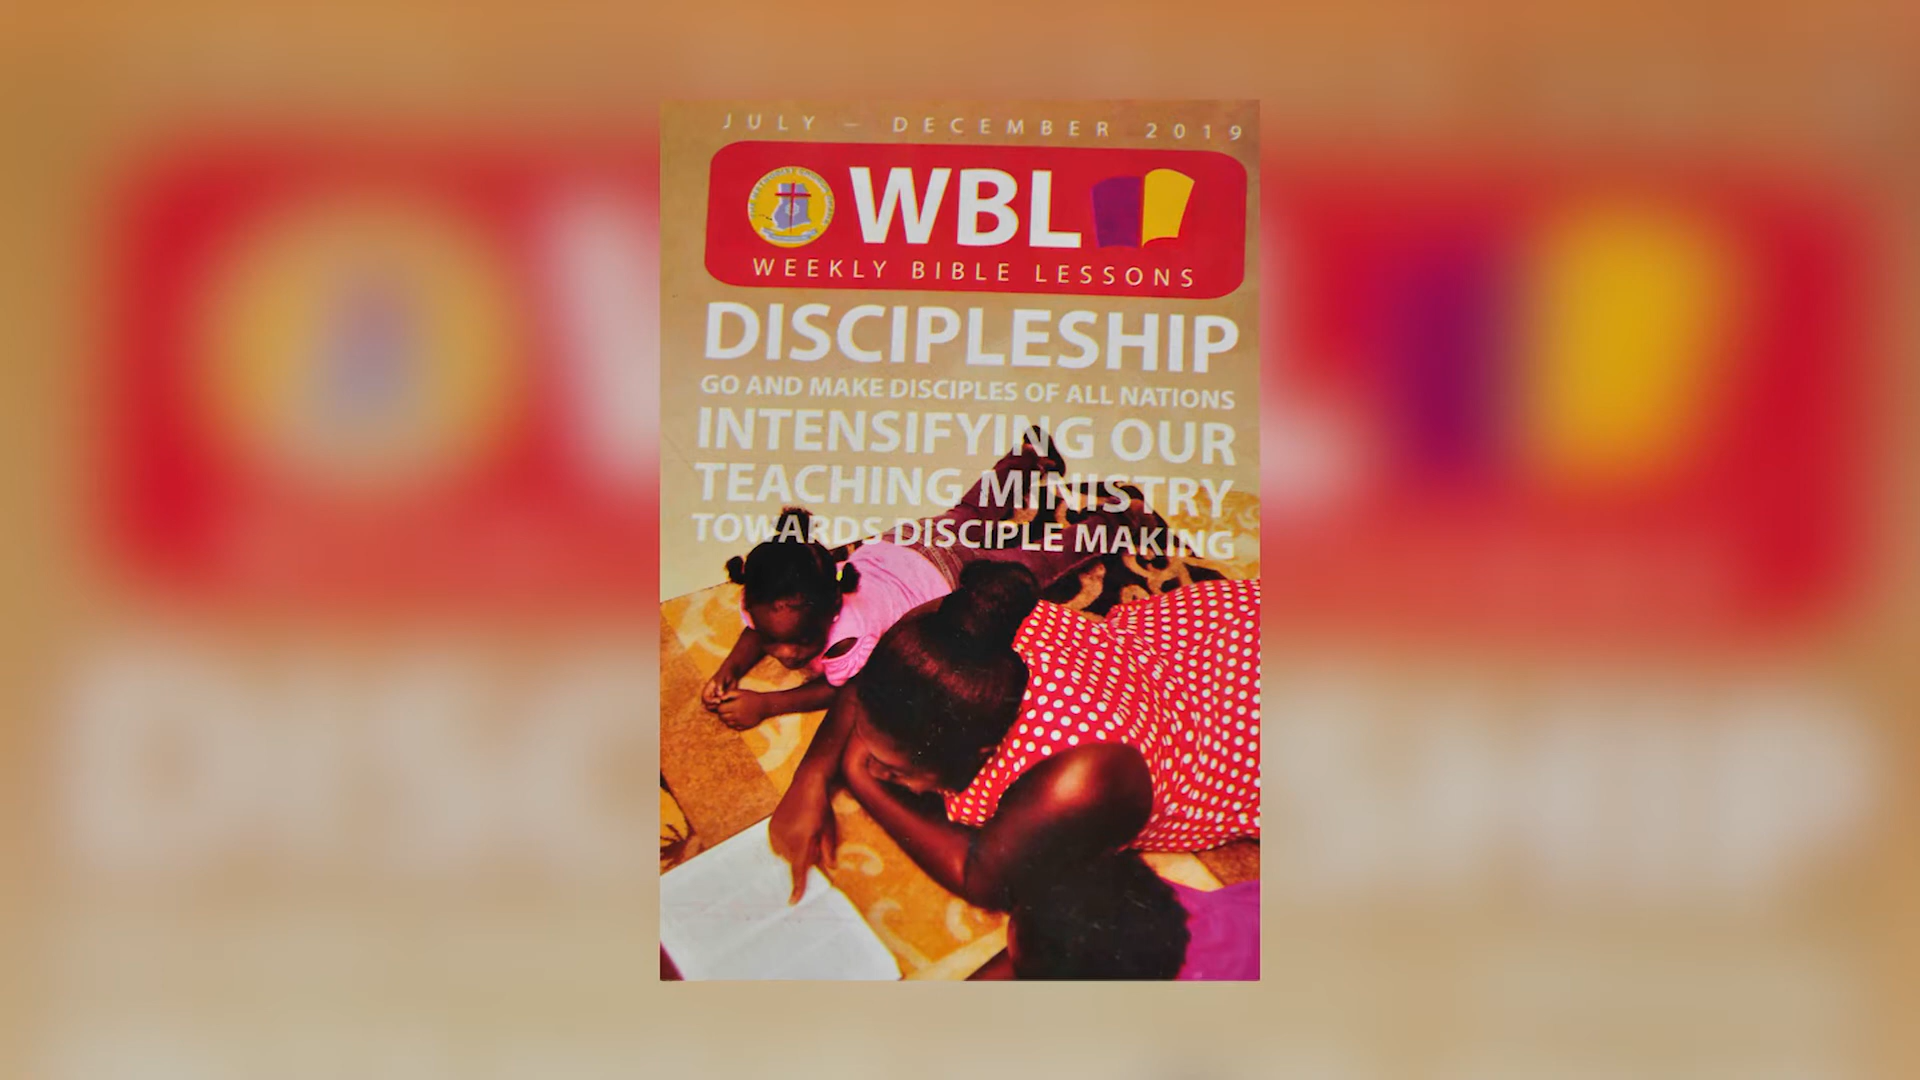 JULY – DECEMBER 2019
WBL
WEEKLY BIBLE LESSONS
DISCIPLESHIP
GO AND MAKE DISCIPLES OF ALL NATIONS
INTENSIFYING OUR
TEACHING MINISTRY
TOWARDS DISCIPLE MAKING